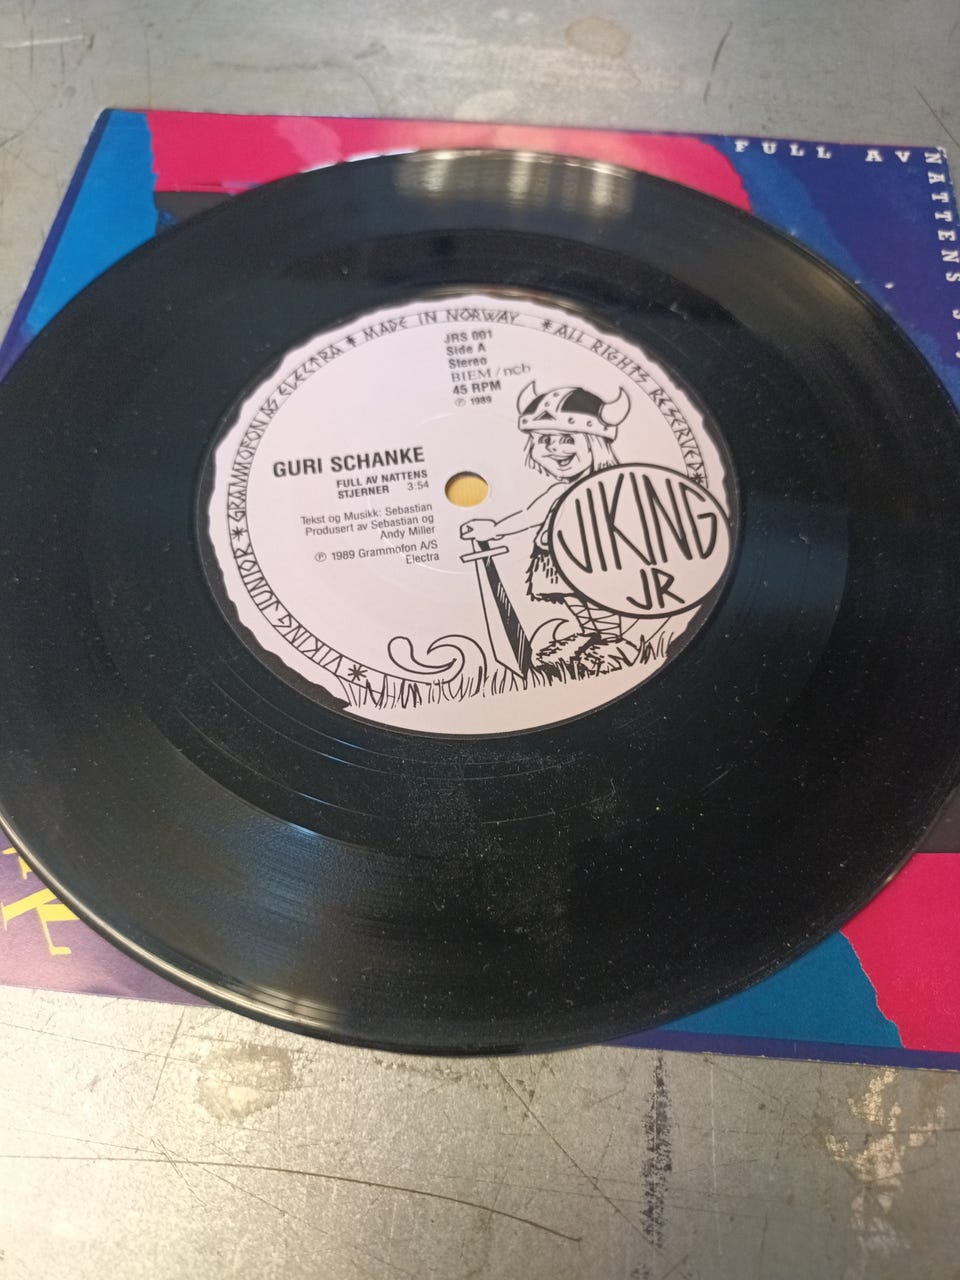 FULL AV
NATTENS
JRS 001
Side A
Stereo
BIEM/ncb
45 RPM
℗ 1989
GURI SCHANKE
FULL AV NATTENS
STJERNER 3:54
Tekst og Musikk: Sebastian
Produsert av Sebastian og
Andy Miller
℗ 1989 Grammofon A/S
Electra
VIKING
JR
* VIKING JUNIOR * GRAMMOFON AS ELECTRA * MADE IN NORWAY * ALL RIGHTS RESERVED *